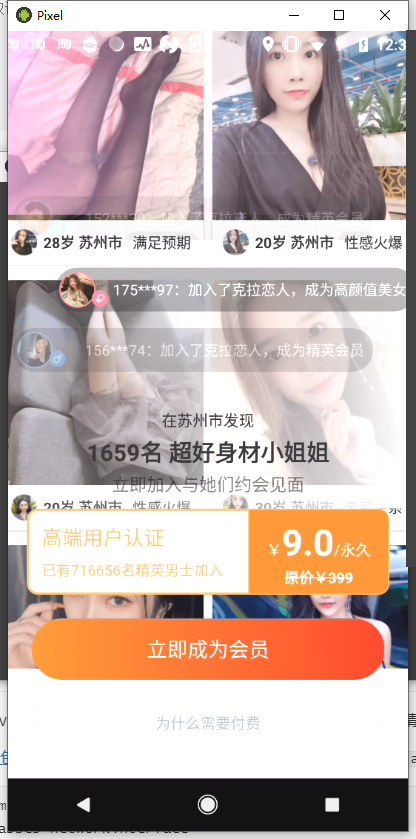 Pixel
12:3
152***20：加入了克拉恋人，成为精英会员
28岁 苏州市 满足预期
20岁 苏州市 性感火爆
175***97：加入了克拉恋人，成为高颜值美女
156***74：加入了克拉恋人，成为精英会员
在苏州市发现
1659名 超好身材小姐姐
立即加入与她们约会见面
20岁 苏州市 性感火爆
30岁 苏州市
高端用户认证
已有716656名精英男士加入
￥9.0/永久
原价￥399
立即成为会员
为什么需要付费